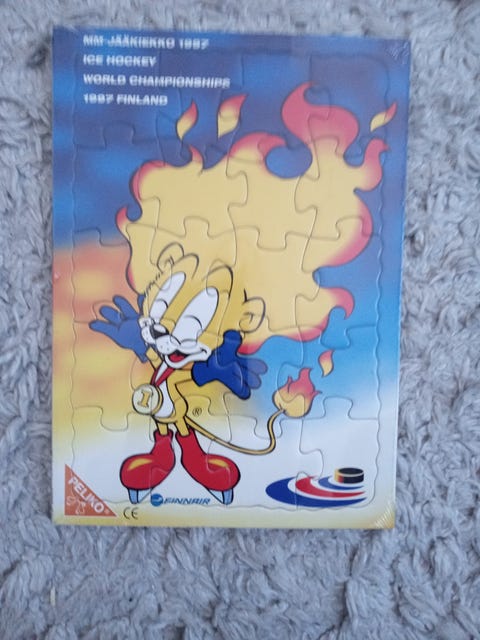 MM-JÄÄKIEKKO 1997
ICE HOCKEY
WORLD CHAMPIONSHIPS
1997 FINLAND
1
®
PELIKO
CE
FINNAIR